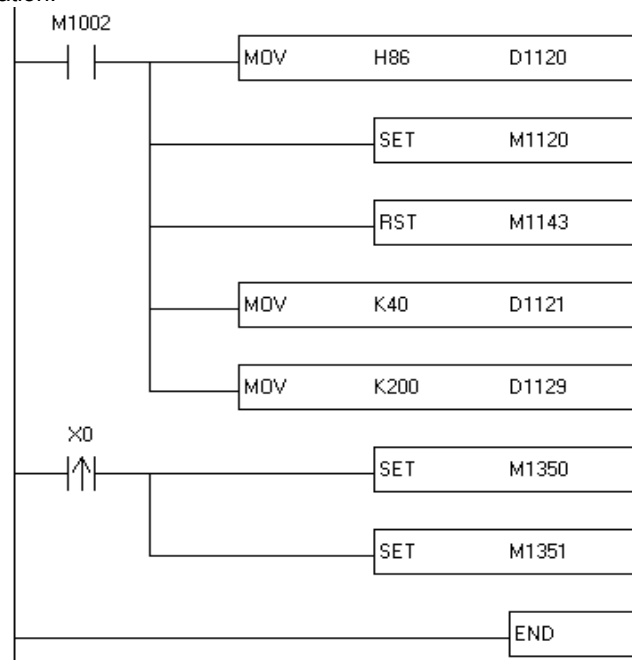 M1002
MOV H86 D1120
SET M1120
RST M1143
MOV K40 D1121
MOV K200 D1129
X0
SET M1350
SET M1351
END